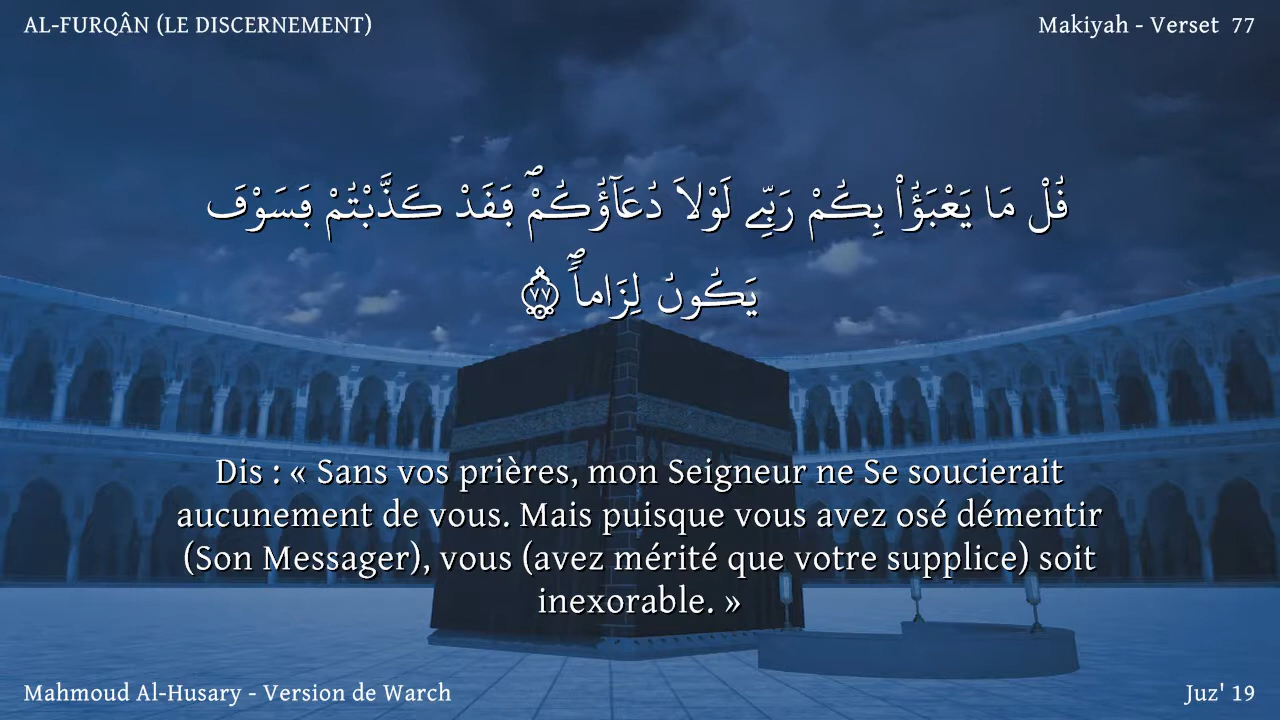 AL-FURQÂN (LE DISCERNEMENT)
Makiyah - Verset 77
قُلْ مَا يَعْبَؤُاْ بِكُمْ رَبِّے لَوْلَا دُعَآؤُكُمْۖ فَقَدْ كَذَّبْتُمْ فَسَوْفَ
يَكُونُ لِزَاماَۖ ٧٧
Dis : « Sans vos prières, mon Seigneur ne Se soucierait
aucunement de vous. Mais puisque vous avez osé démentir
(Son Messager), vous (avez mérité que votre supplice) soit
inexorable. »
Mahmoud Al-Husary - Version de Warch
Juz' 19